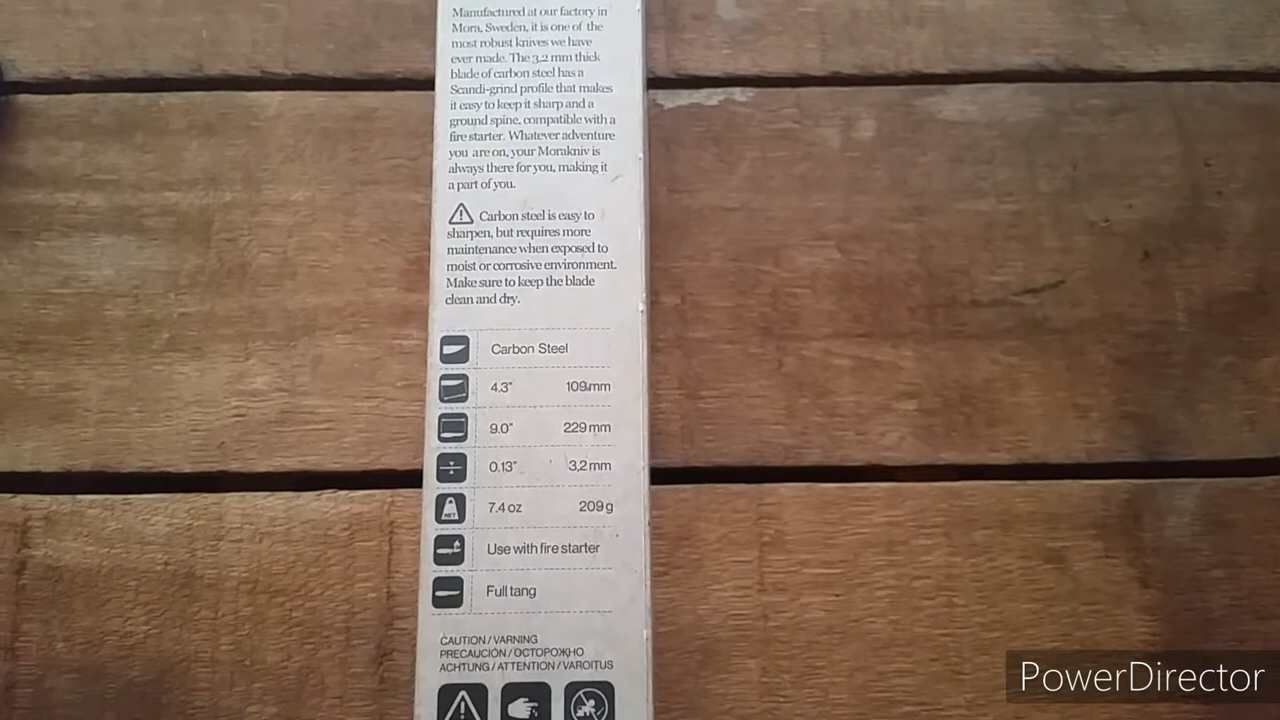 Manufactured at our factory in
Mora, Sweden, it is one of the
most robust knives we have
ever made. The 3.2 mm thick
blade of carbon steel has a
Scandi-grind profile that makes
it easy to keep it sharp and a
ground spine, compatible with a
fire starter. Whatever adventure
you are on, your Morakniv is
always there for you, making it
a part of you.
Carbon steel is easy to
sharpen, but requires more
maintenance when exposed to
moist or corrosive environment.
Make sure to keep the blade
clean and dry.
Carbon Steel
4.3" 109mm
9.0" 229 mm
0.13" 3,2mm
NET 7.4 oz 209g
Use with fire starter
Full tang
CAUTION / VARNING
PRECAUCIÓN / ОСТОРОЖНО
ACHTUNG / ATTENTION / VAROITUS
PowerDirector